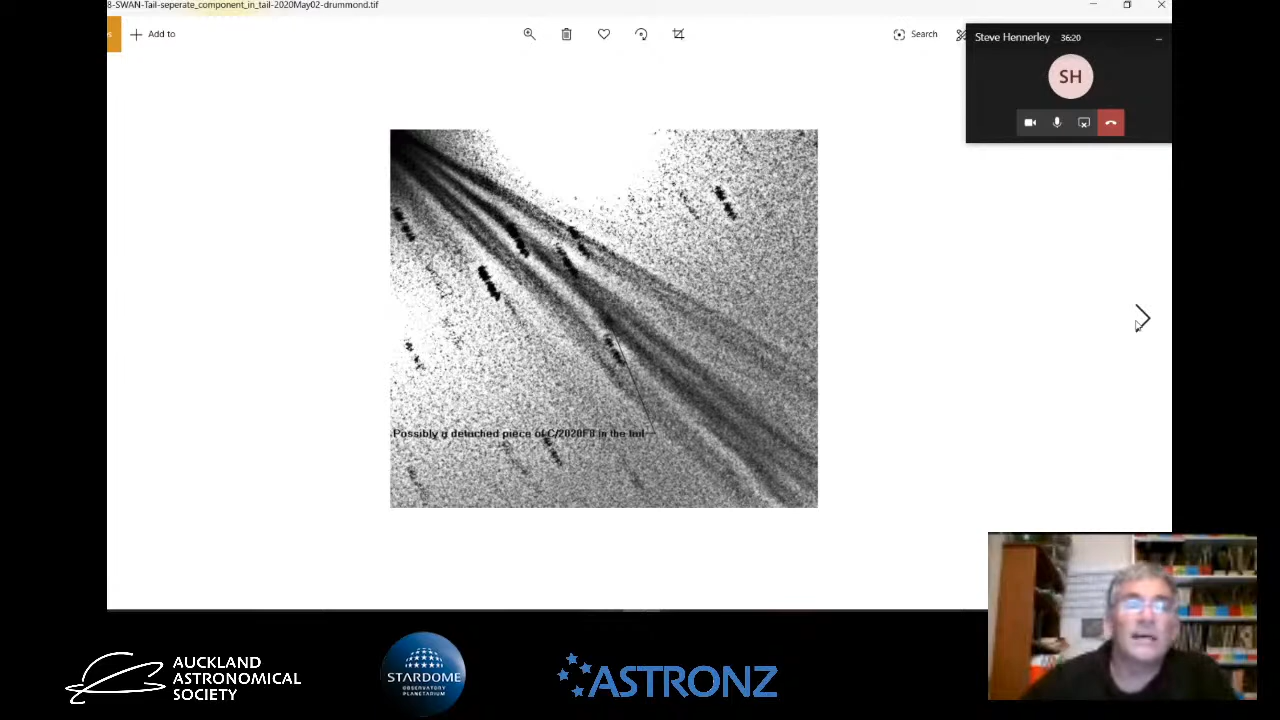 8-SWAN-Tail-seperate_component_in_tail-2020May02-drummond.tif
Add to
Search
Steve Hennerley 36:20
SH
Possibly a detached piece of C/2020F8 in the tail
AUCKLAND
ASTRONOMICAL
SOCIETY
STARDOME
OBSERVATORY
PLANETARIUM
ASTRONZ